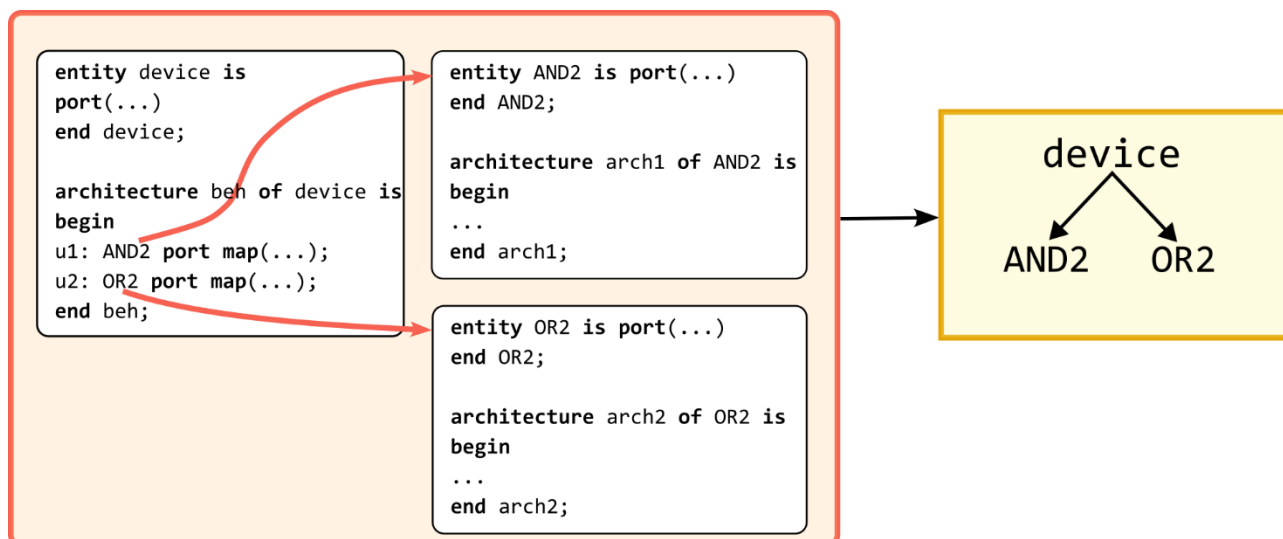 entity device is
port(...)
end device;
architecture beh of device is
begin
u1: AND2 port map(...);
u2: OR2 port map(...);
end beh;
entity AND2 is port(...)
end AND2;
architecture arch1 of AND2 is
begin
...
end arch1;
entity OR2 is port(...)
end OR2;
architecture arch2 of OR2 is
begin
...
end arch2;
device
AND2 OR2